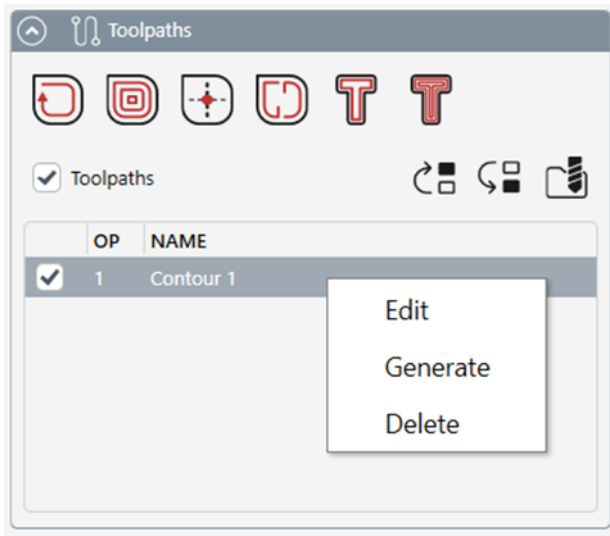 Toolpaths
Toolpaths
OP NAME
1 Contour 1
Edit
Generate
Delete